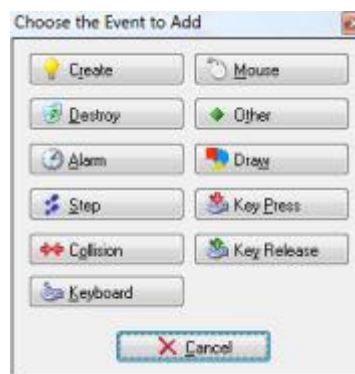 Choose the Event to Add
Create
Mouse
Destroy
Other
Alarm
Draw
Step
Key Press
Collision
Key Release
Keyboard
Cancel